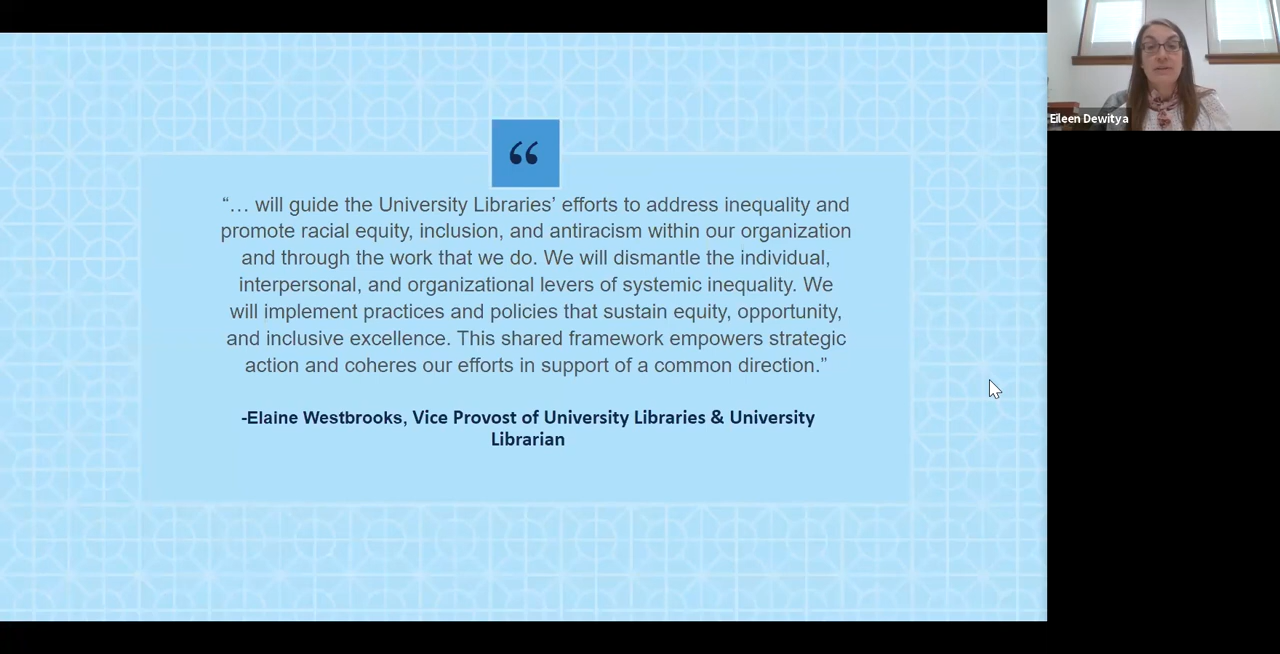 “
“… will guide the University Libraries’ efforts to address inequality and
promote racial equity, inclusion, and antiracism within our organization
and through the work that we do. We will dismantle the individual,
interpersonal, and organizational levers of systemic inequality. We
will implement practices and policies that sustain equity, opportunity,
and inclusive excellence. This shared framework empowers strategic
action and coheres our efforts in support of a common direction.”
-Elaine Westbrooks, Vice Provost of University Libraries & University
Librarian
Eileen Dewitya